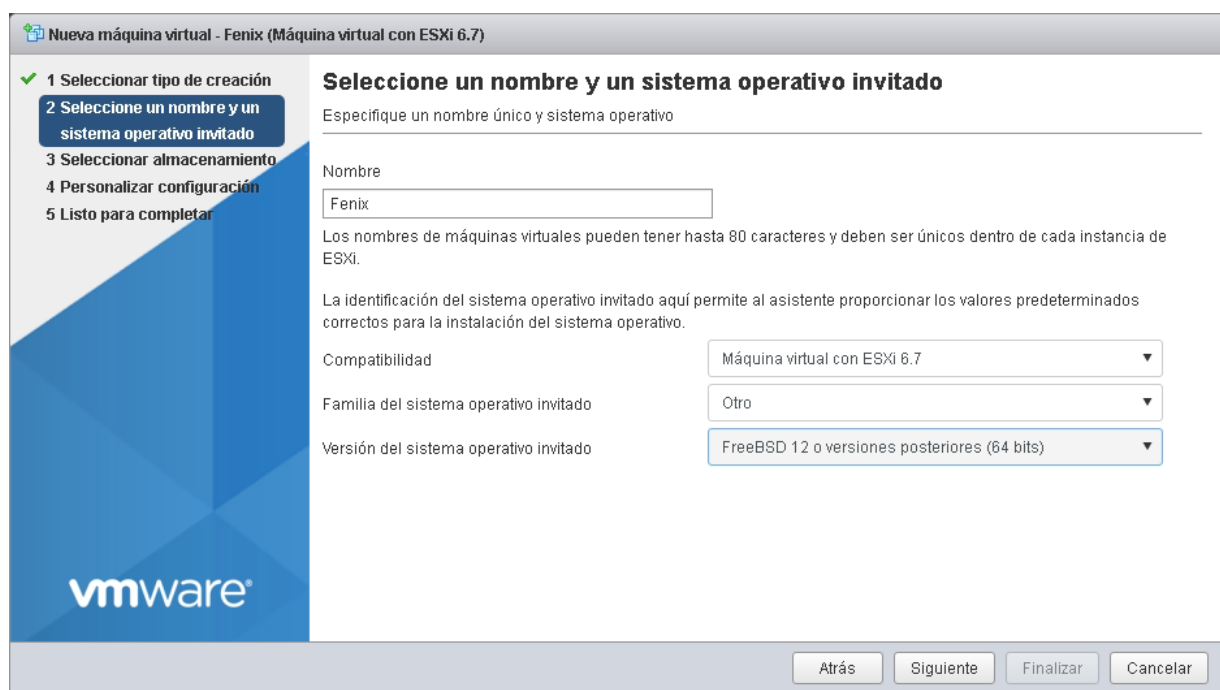 Nueva máquina virtual - Fenix (Máquina virtual con ESXi 6.7)
1 Seleccionar tipo de creación
2 Seleccione un nombre y un
sistema operativo invitado
3 Seleccionar almacenamiento
4 Personalizar configuración
5 Listo para completar
vmware®
Seleccione un nombre y un sistema operativo invitado
Especifique un nombre único y sistema operativo
Nombre
Fenix
Los nombres de máquinas virtuales pueden tener hasta 80 caracteres y deben ser únicos dentro de cada instancia de
ESXi.
La identificación del sistema operativo invitado aquí permite al asistente proporcionar los valores predeterminados
correctos para la instalación del sistema operativo.
Compatibilidad Máquina virtual con ESXi 6.7
Familia del sistema operativo invitado Otro
Versión del sistema operativo invitado FreeBSD 12 o versiones posteriores (64 bits)
Atrás Siguiente Finalizar Cancelar